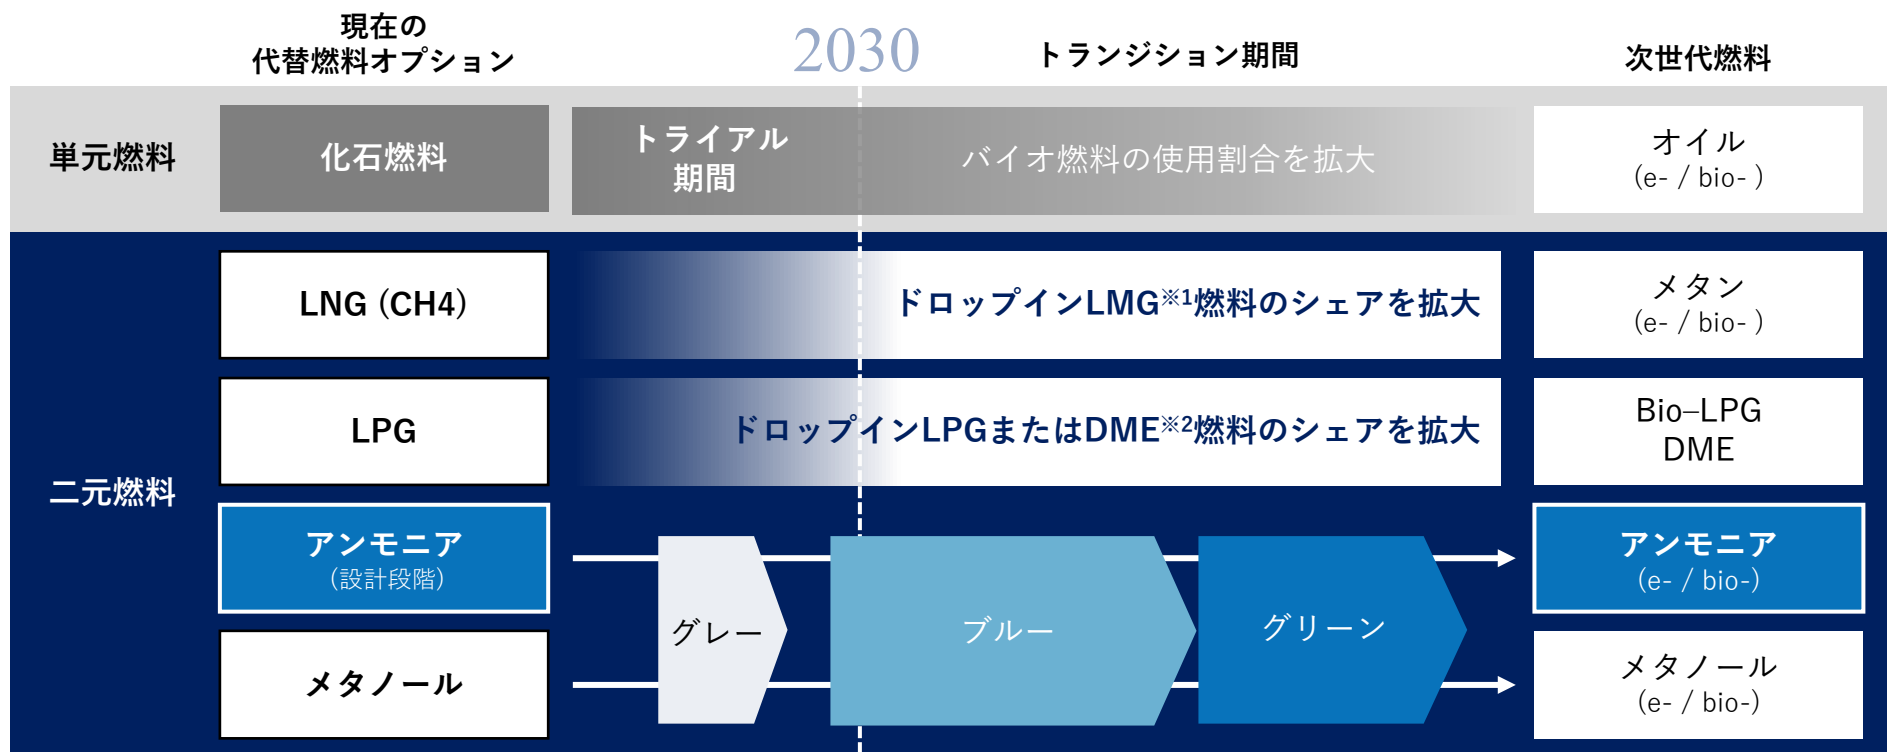 現在の
代替燃料オプション
2030
トランジション期間
次世代燃料
単元燃料
化石燃料
トライアル
期間
バイオ燃料の使用割合を拡大
オイル
(e- / bio- )
二元燃料
LNG (CH4)
ドロップインLMG※1燃料のシェアを拡大
メタン
(e- / bio- )
LPG
ドロップインLPGまたはDME※2燃料のシェアを拡大
Bio–LPG
DME
アンモニア
(設計段階)
グレー
ブルー
グリーン
アンモニア
(e- / bio-)
メタノール
メタノール
(e- / bio-)